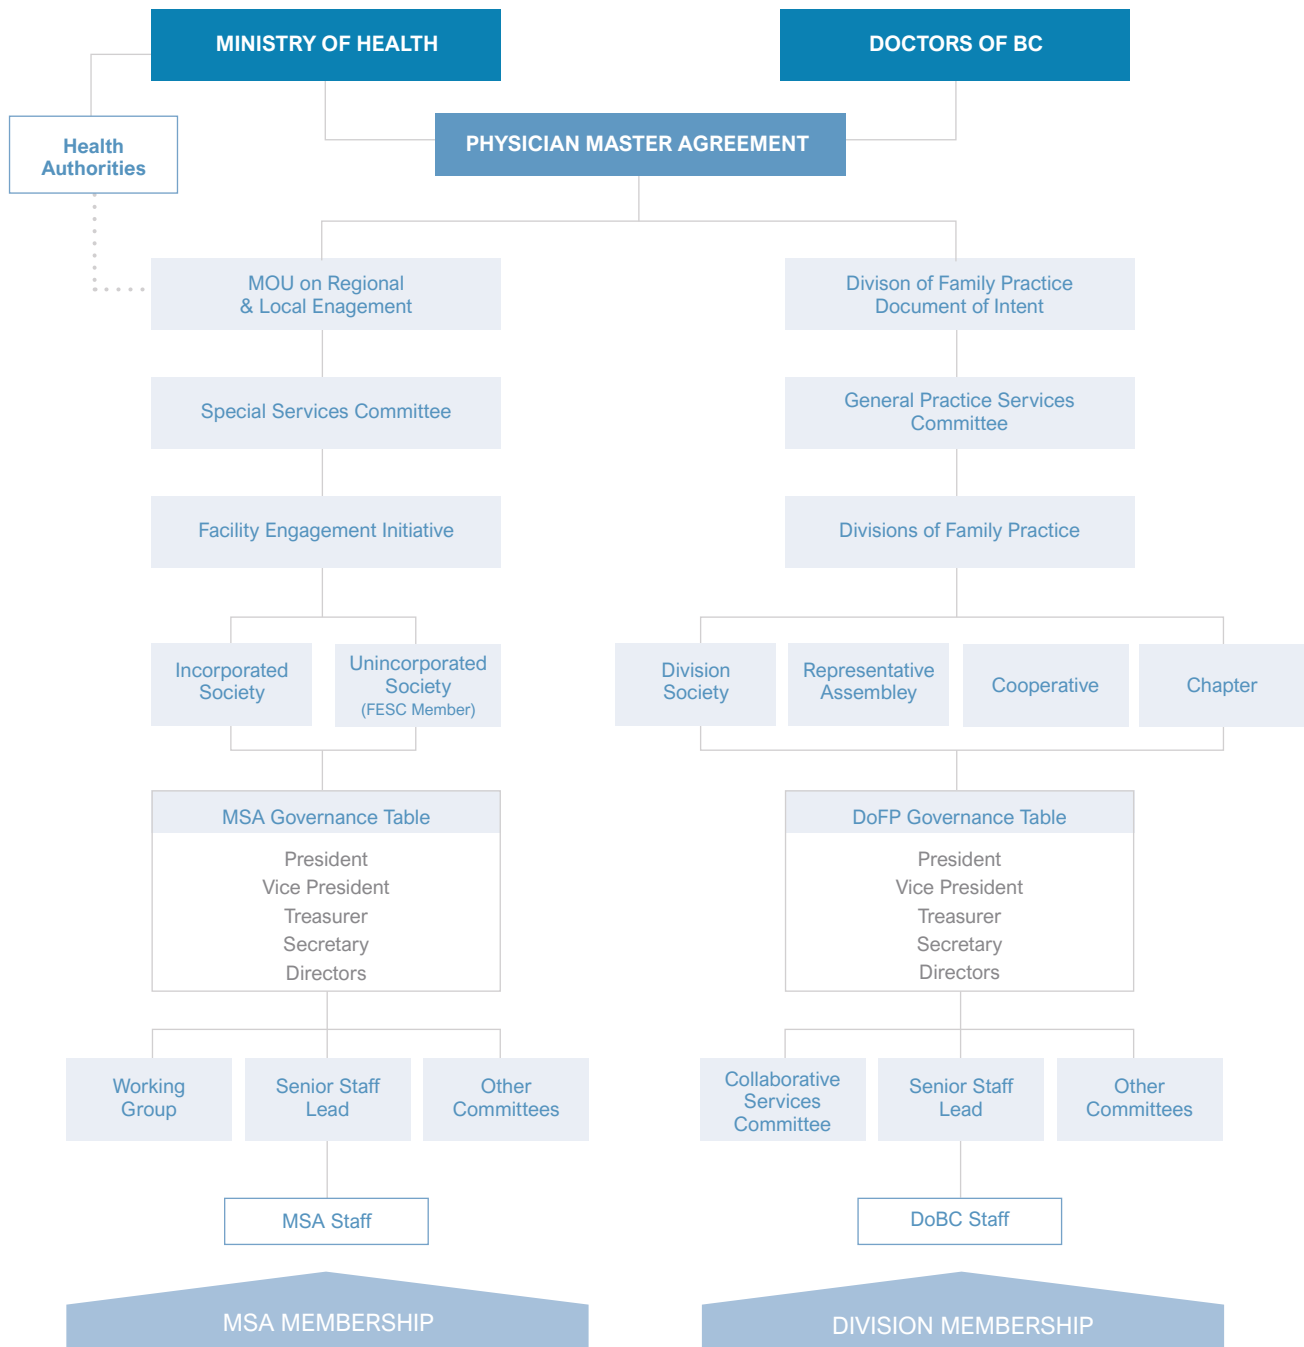 MINISTRY OF HEALTH
DOCTORS OF BC
Health
Authorities
PHYSICIAN MASTER AGREEMENT
MOU on Regional
& Local Enagement
Divison of Family Practice
Document of Intent
Special Services Committee
General Practice Services
Committee
Facility Engagement Initiative
Divisions of Family Practice
Incorporated
Society
Unincorporated
Society
(FESC Member)
Division
Society
Representative
Assembley
Cooperative
Chapter
MSA Governance Table
President
Vice President
Treasurer
Secretary
Directors
DoFP Governance Table
President
Vice President
Treasurer
Secretary
Directors
Working
Group
Senior Staff
Lead
Other
Committees
Collaborative
Services
Committee
Senior Staff
Lead
Other
Committees
MSA Staff
DoBC Staff
MSA MEMBERSHIP
DIVISION MEMBERSHIP